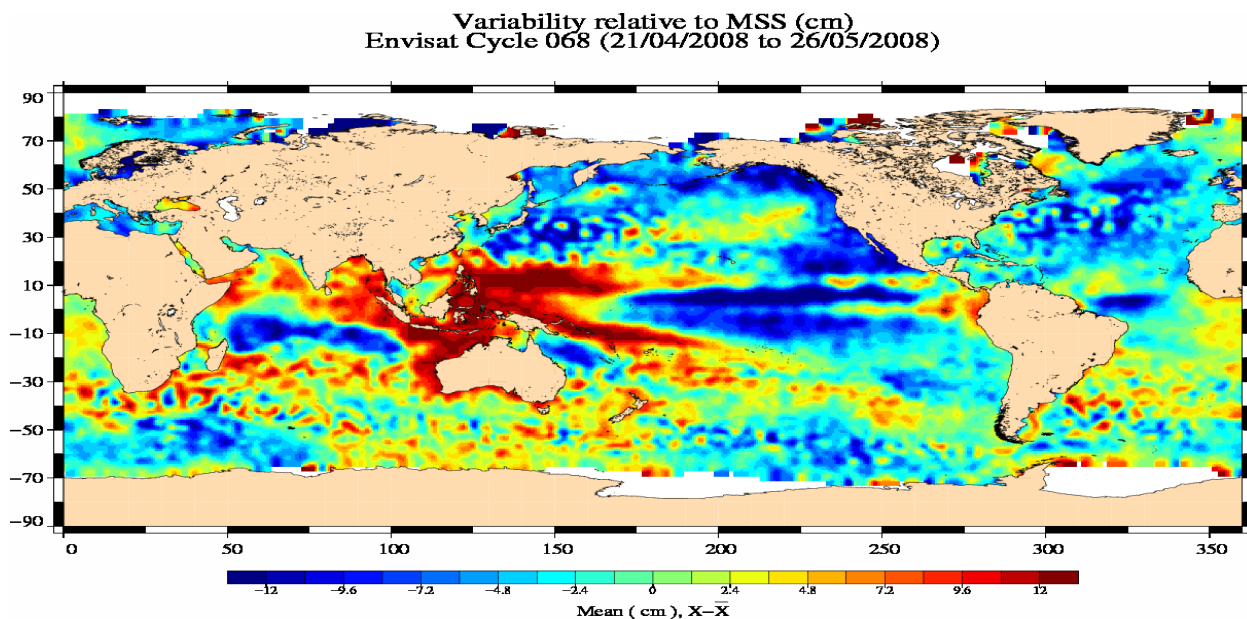 Variability relative to MSS (cm)
Envisat Cycle 068 (21/04/2008 to 26/05/2008)
90
70
50
30
10
−10
−30
−50
−70
−90
0 50 100 150 200 250 300 350
−12 −9.6 −7.2 −4.8 −2.4 0 2.4 4.8 7.2 9.6 12
Mean ( cm ), X−X̅